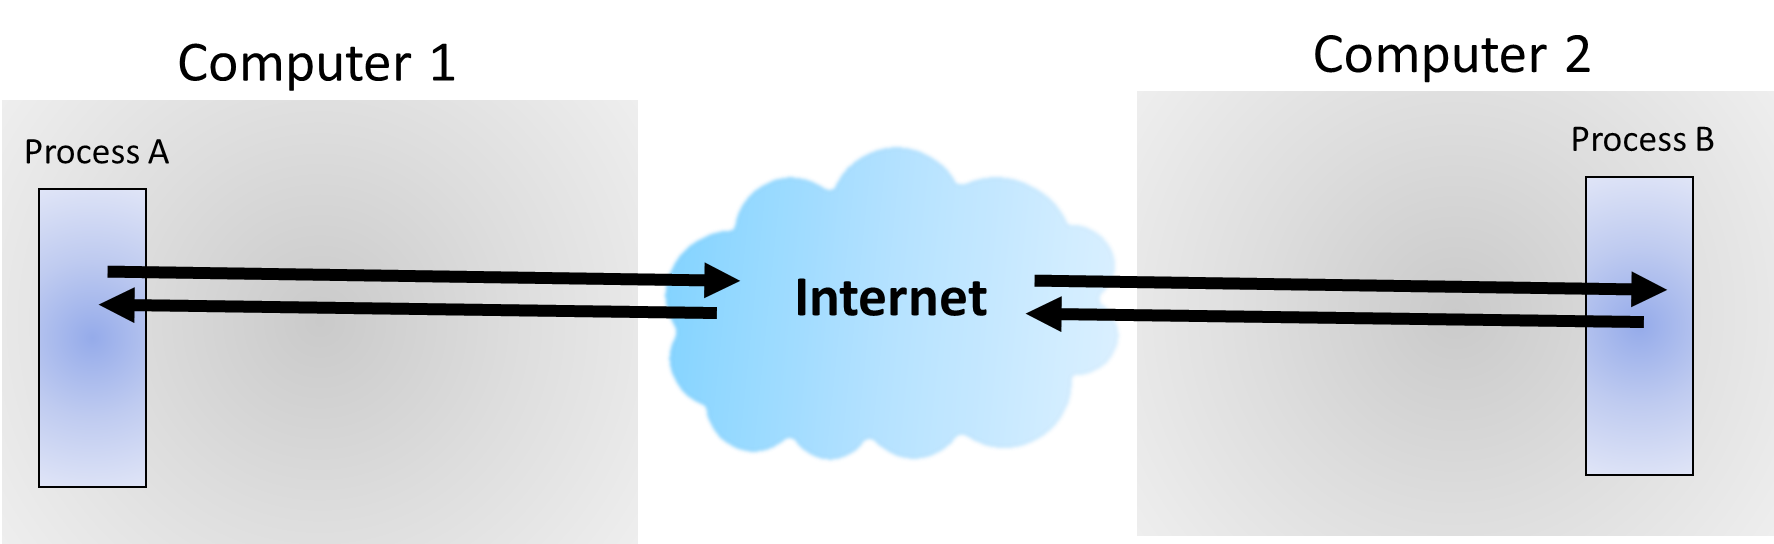 Computer 1
Computer 2
Process A
Process B
Internet